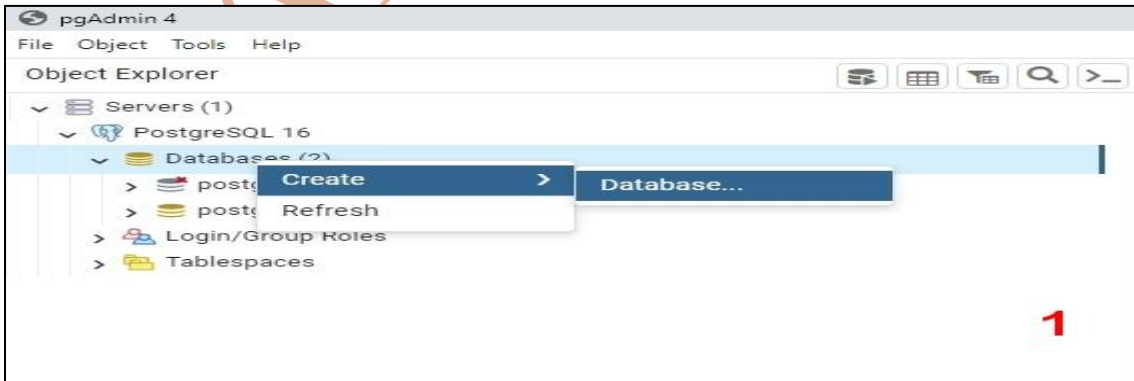 pgAdmin 4
File Object Tools Help
Object Explorer
Servers (1)
PostgreSQL 16
Databases (2)
Create
Database...
Refresh
Login/Group Roles
Tablespaces
1